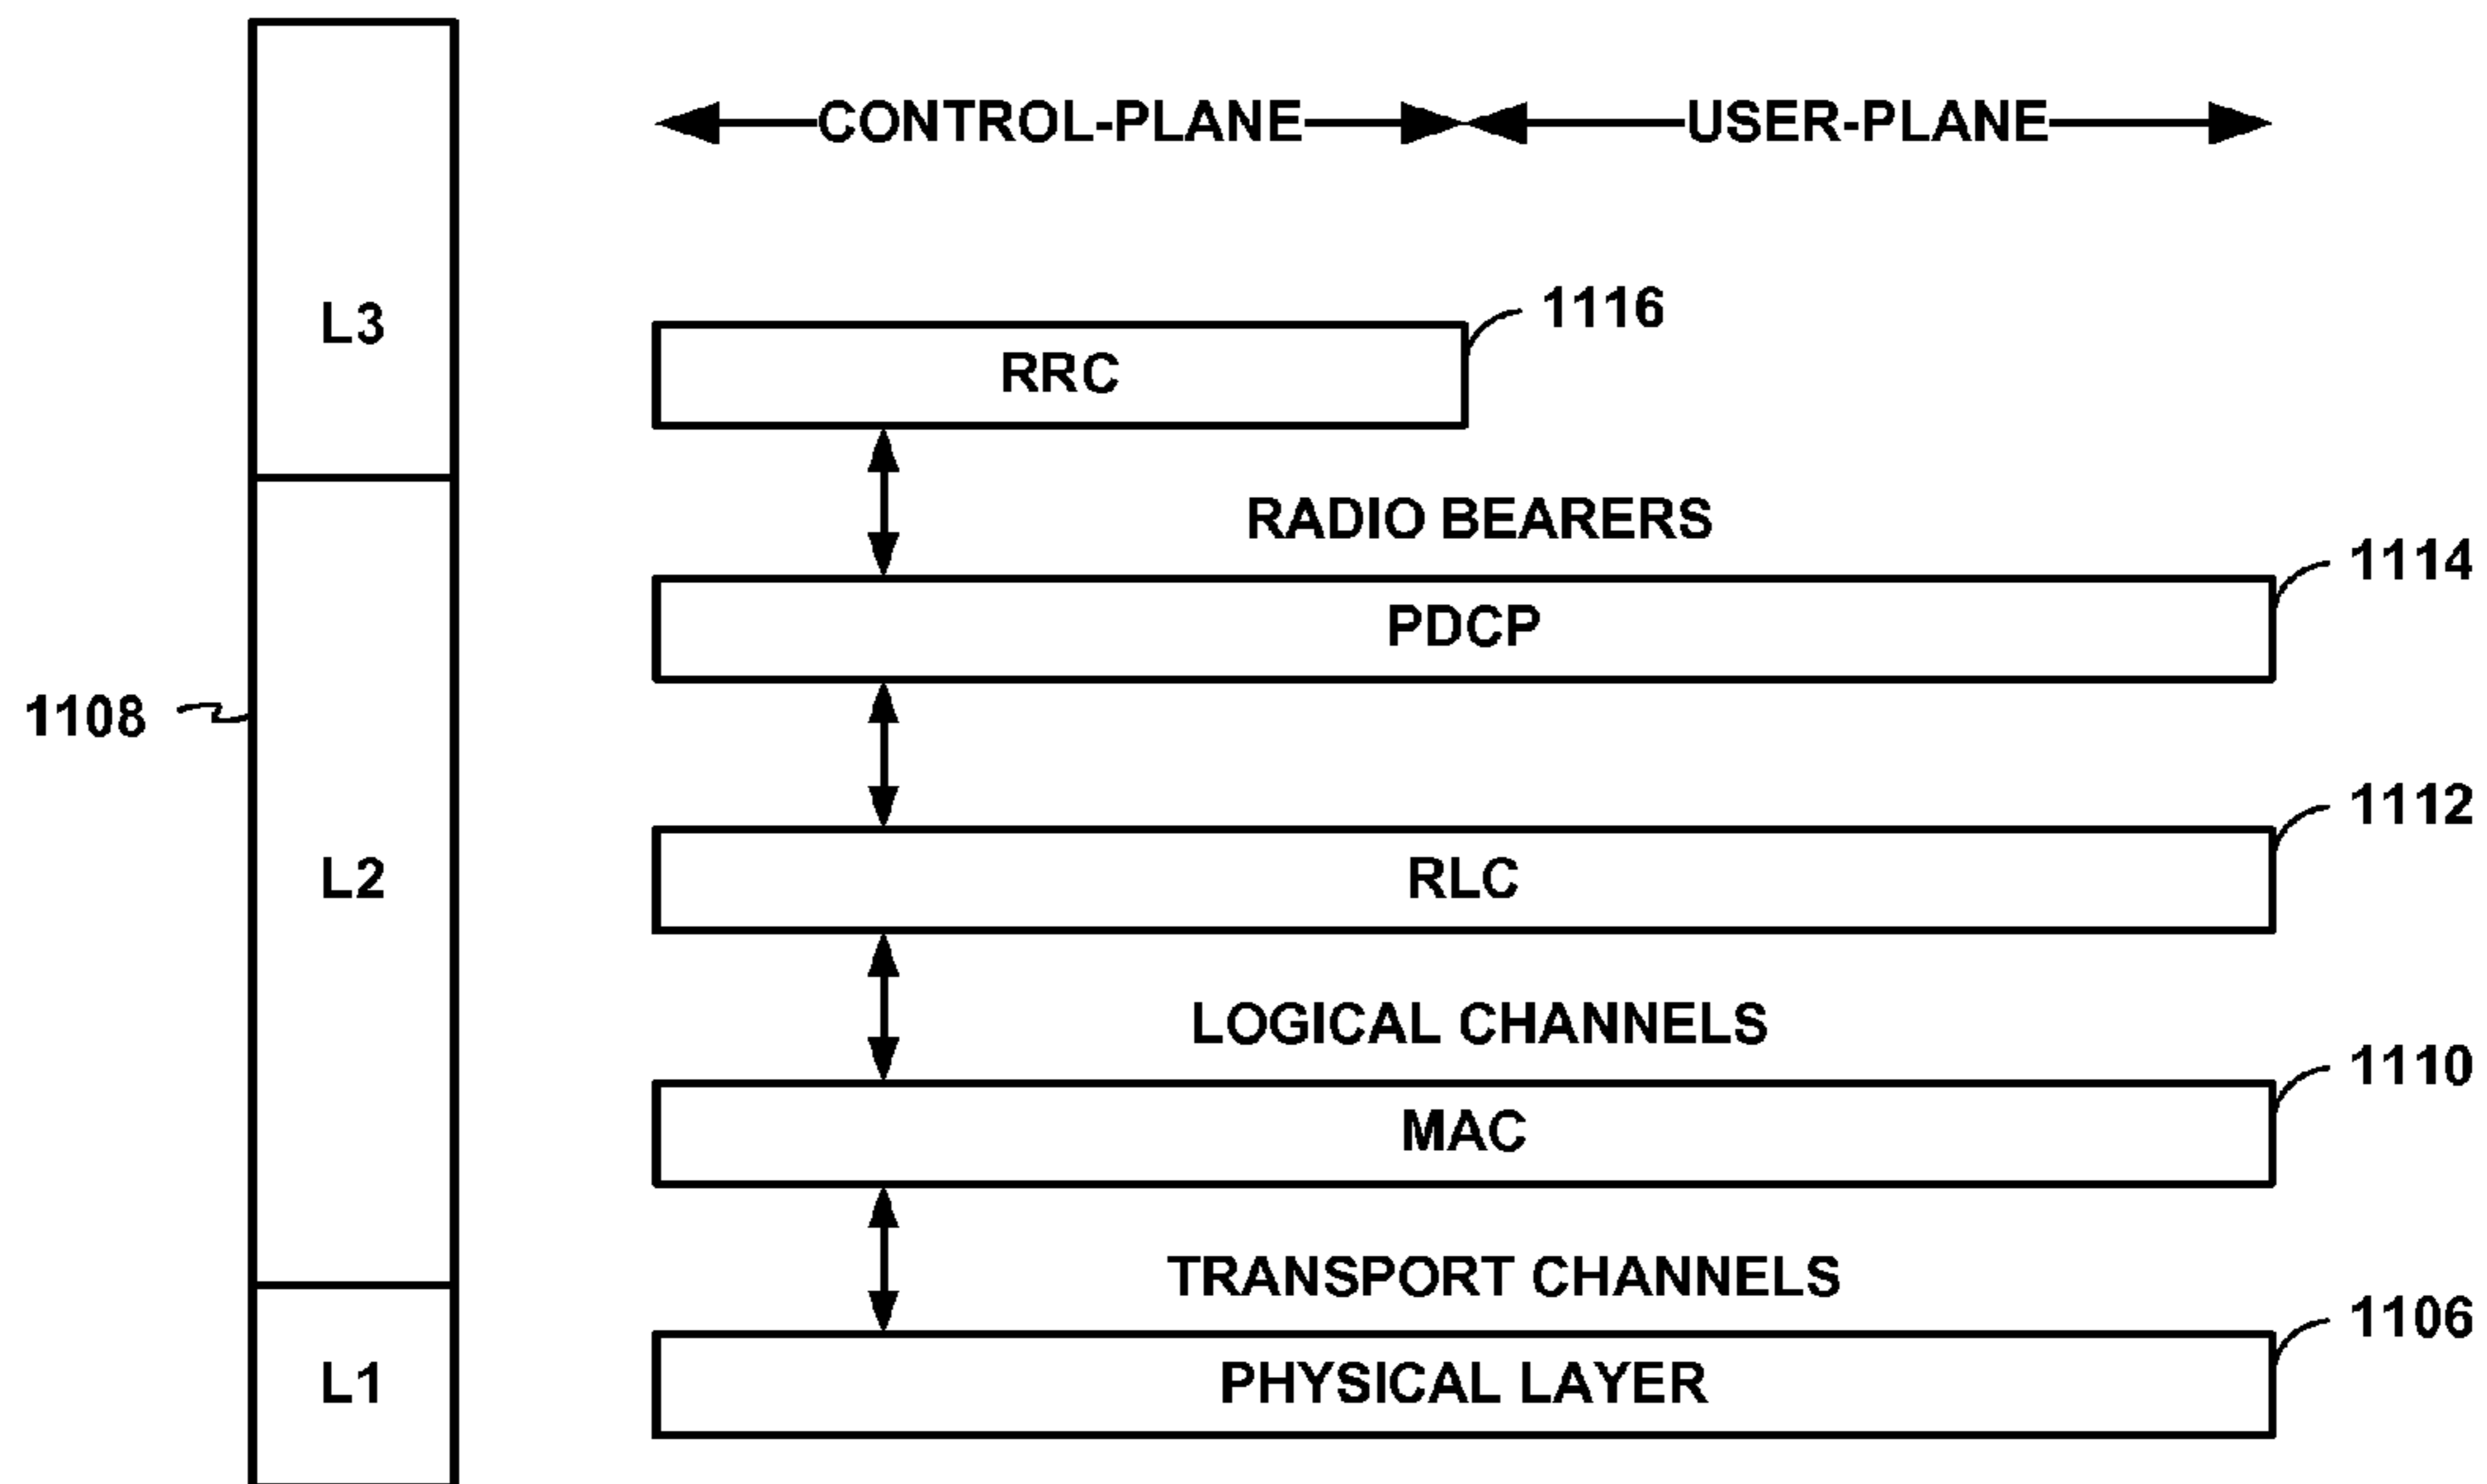 CONTROL-PLANE USER-PLANE
1116
L3
RRC
RADIO BEARERS
1114
PDCP
1108
1112
L2
RLC
LOGICAL CHANNELS
1110
MAC
TRANSPORT CHANNELS
1106
L1
PHYSICAL LAYER